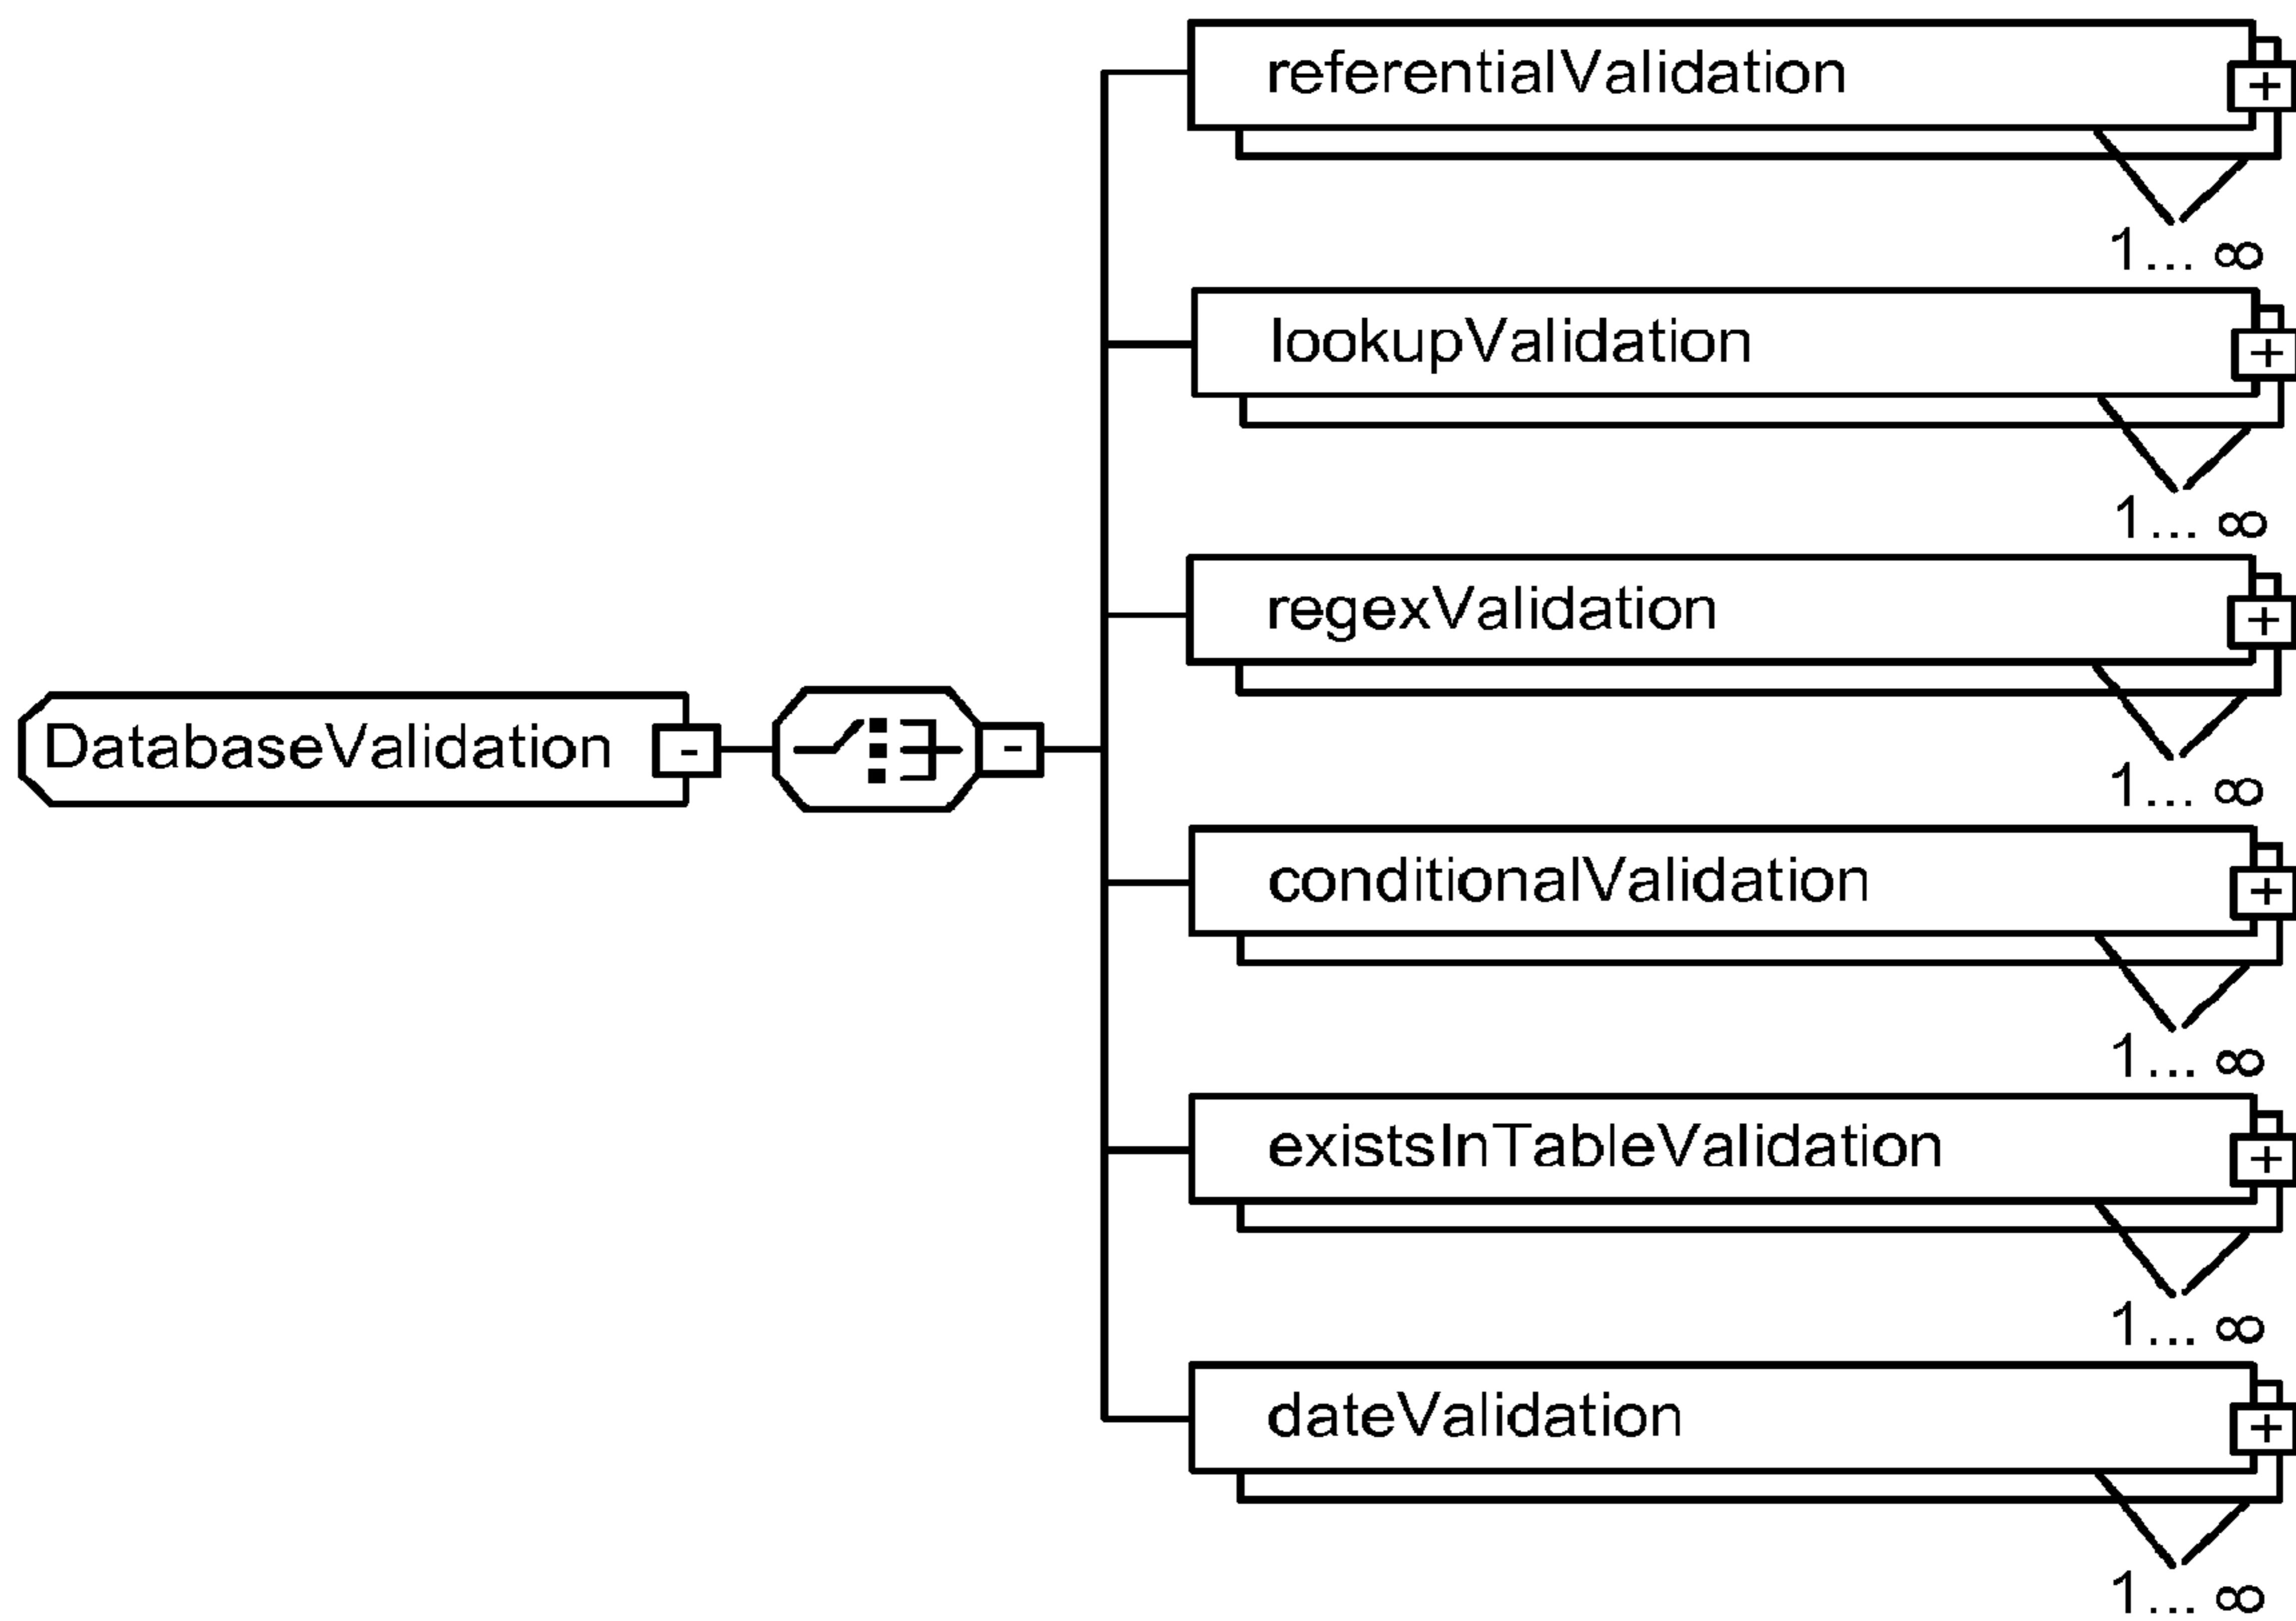 referentialValidation
1... ∞
lookupValidation
1... ∞
regexValidation
1... ∞
DatabaseValidation
conditionalValidation
1... ∞
existsInTableValidation
1... ∞
dateValidation
1... ∞